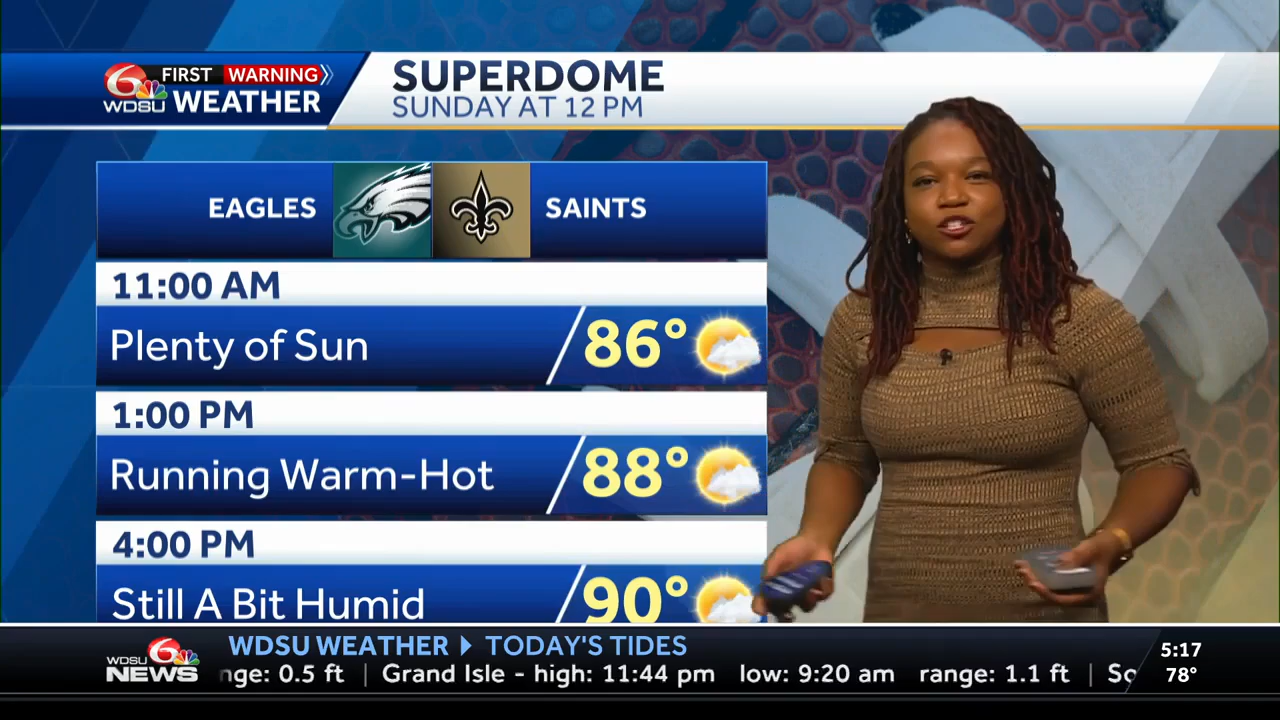 6
WDSU
FIRST WARNING
WEATHER
SUPERDOME
SUNDAY AT 12 PM
EAGLES
SAINTS
11:00 AM
Plenty of Sun
86°
1:00 PM
Running Warm-Hot
88°
4:00 PM
Still A Bit Humid
90°
WDSU 6
NEWS
WDSU WEATHER TODAY'S TIDES
nge: 0.5 ft | Grand Isle - high: 11:44 pm low: 9:20 am range: 1.1 ft |
5:17
78°